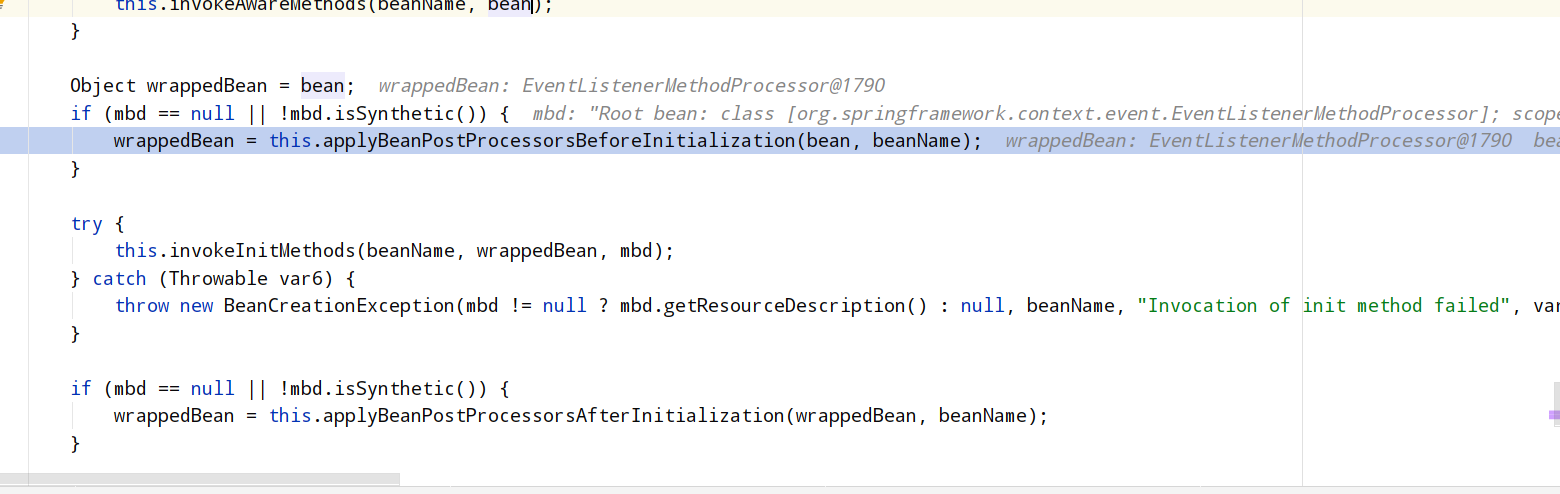 this.invokeAwareMethods(beanName, bean);
}
Object wrappedBean = bean; wrappedBean: EventListenerMethodProcessor@1790
if (mbd == null || !mbd.isSynthetic()) { mbd: "Root bean: class [org.springframework.context.event.EventListenerMethodProcessor]; scope
wrappedBean = this.applyBeanPostProcessorsBeforeInitialization(bean, beanName); wrappedBean: EventListenerMethodProcessor@1790 bea
}
try {
this.invokeInitMethods(beanName, wrappedBean, mbd);
} catch (Throwable var6) {
throw new BeanCreationException(mbd != null ? mbd.getResourceDescription() : null, beanName, "Invocation of init method failed", var
}
if (mbd == null || !mbd.isSynthetic()) {
wrappedBean = this.applyBeanPostProcessorsAfterInitialization(wrappedBean, beanName);
}